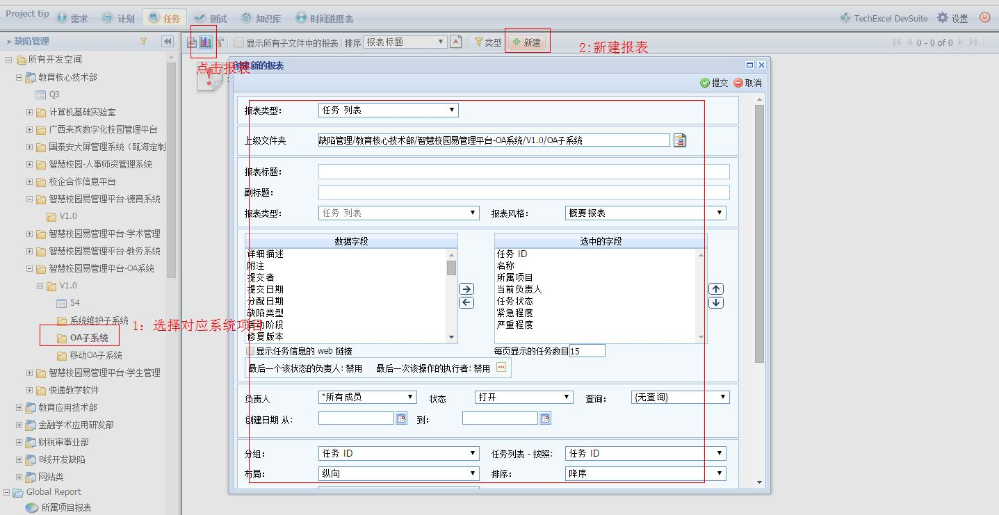 Project tip
需求
计划
任务
测试
知识库
时间进度表
TechExcel DevSuite
设置
缺陷管理
显示所有子文件中的报表
排序
报表标题
类型
新建
2:新建报表
0 - 0 of 0
点击报表
所有开发空间
教育核心技术部
Q3
计算机基础实验室
广西来宾数字化校园管理平台
国泰安大屏管理系统（瓯海定制
智慧校园-人事师资管理系统
校企合作信息平台
智慧校园易管理平台-德育系统
V1.0
智慧校园易管理平台-学术管理
智慧校园易管理平台-教务系统
智慧校园易管理平台-OA系统
V1.0
54
系统维护子系统
1: 选择对应系统项目
OA子系统
移动OA子系统
智慧校园易管理平台-学生管理
快递教学软件
教育应用技术部
金融学术应用研发部
财税审事业部
B线开发缺陷
网站类
Global Report
所属项目报表
创建新的报表
提交
取消
报表类型:
任务 列表
上级文件夹
缺陷管理/教育核心技术部/智慧校园易管理平台-OA系统/V1.0/OA子系统
报表标题:
副标题:
报表类型:
任务 列表
报表风格:
概要报表
数据字段
选中的字段
详细描述
附注
提交者
提交日期
分配日期
缺陷类型
活动阶段
修复版本
任务 ID
名称
所属项目
当前负责人
任务状态
紧急程度
严重程度
显示任务信息的 web 链接
每页显示的任务数目
15
最后一个该状态的负责人: 禁用
最后一次该操作的执行者: 禁用
负责人
*所有成员
状态
打开
查询:
{无查询}
创建日期 从:
到:
分组:
任务 ID
任务列表 - 按照:
任务 ID
布局:
纵向
排序:
降序